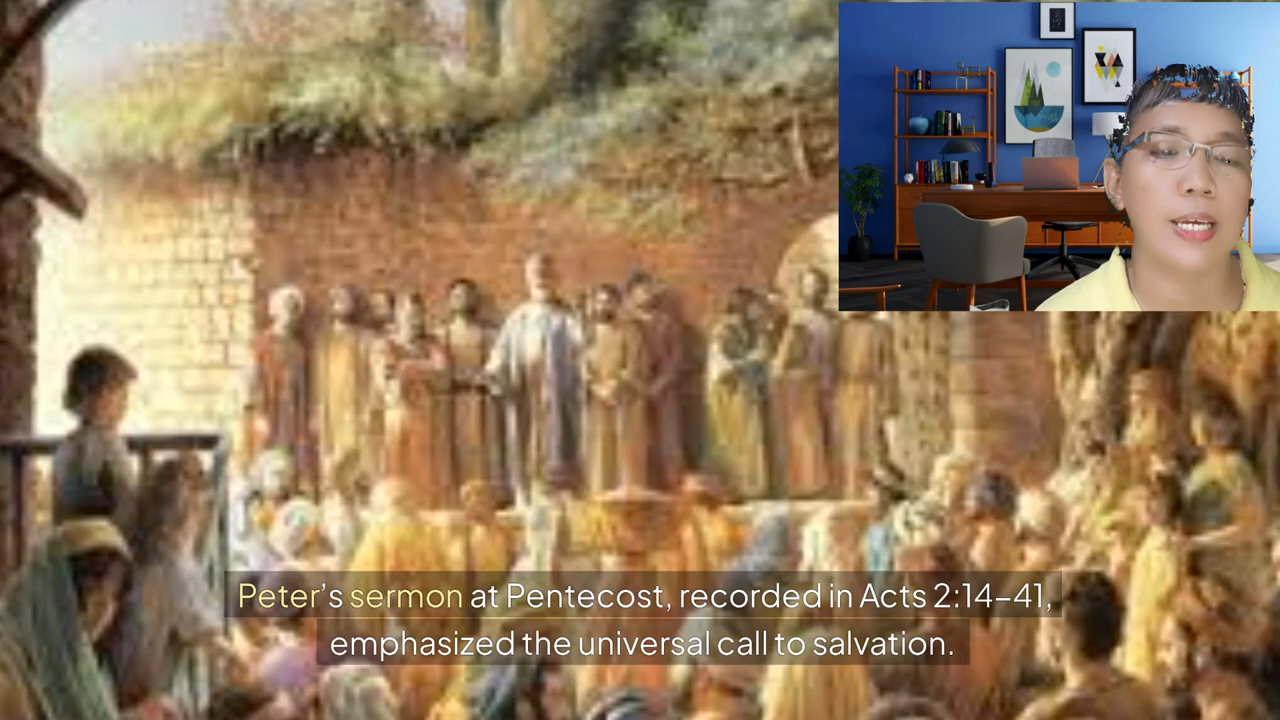 Peter’s sermon at Pentecost, recorded in Acts 2:14–41,
emphasized the universal call to salvation.